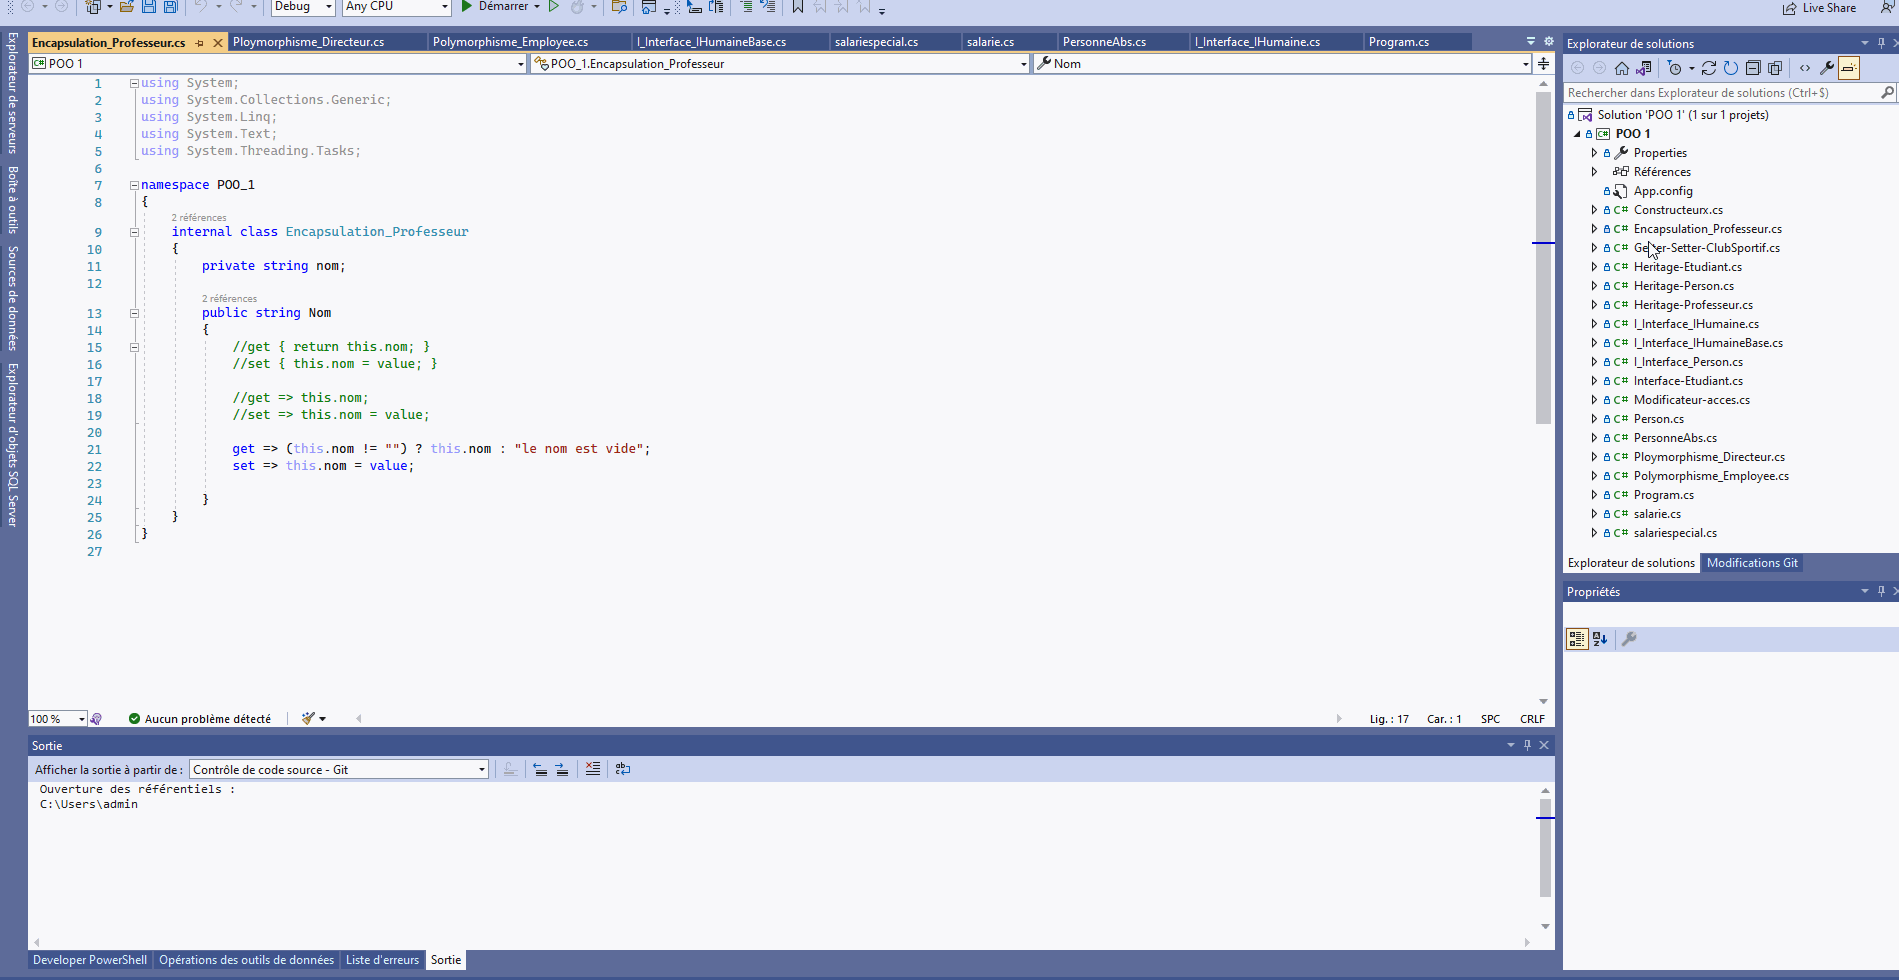 Debug
Any CPU
Démarrer
Live Share
Encapsulation_Professeur.cs
Ploymorphisme_Directeur.cs
Polymorphisme_Employee.cs
I_Interface_IHumaineBase.cs
salariespecial.cs
salarie.cs
PersonneAbs.cs
I_Interface_IHumaine.cs
Program.cs
POO 1
POO_1.Encapsulation_Professeur
Nom
Explorateur de serveurs
Boîte à outils
Sources de données
Explorateur d'objets SQL Server
1 using System;
2 using System.Collections.Generic;
3 using System.Linq;
4 using System.Text;
5 using System.Threading.Tasks;
6
7 namespace POO_1
8 {
2 références
9 internal class Encapsulation_Professeur
10 {
11 private string nom;
12
2 références
13 public string Nom
14 {
15 //get { return this.nom; }
16 //set { this.nom = value; }
17
18 //get => this.nom;
19 //set => this.nom = value;
20
21 get => (this.nom != "") ? this.nom : "le nom est vide";
22 set => this.nom = value;
23
24 }
25 }
26 }
27
100 %
Aucun problème détecté
Lig. : 17
Car. : 1
SPC
CRLF
Sortie
Afficher la sortie à partir de :
Contrôle de code source - Git
Ouverture des référentiels :
C:\Users\admin
Developer PowerShell
Opérations des outils de données
Liste d'erreurs
Sortie
Explorateur de solutions
Rechercher dans Explorateur de solutions (Ctrl+$)
Solution 'POO 1' (1 sur 1 projets)
C# POO 1
Properties
Références
App.config
C# Constructeurx.cs
C# Encapsulation_Professeur.cs
C# Geter-Setter-ClubSportif.cs
C# Heritage-Etudiant.cs
C# Heritage-Person.cs
C# Heritage-Professeur.cs
C# I_Interface_IHumaine.cs
C# I_Interface_IHumaineBase.cs
C# I_Interface_Person.cs
C# Interface-Etudiant.cs
C# Modificateur-acces.cs
C# Person.cs
C# PersonneAbs.cs
C# Ploymorphisme_Directeur.cs
C# Polymorphisme_Employee.cs
C# Program.cs
C# salarie.cs
C# salariespecial.cs
Explorateur de solutions
Modifications Git
Propriétés